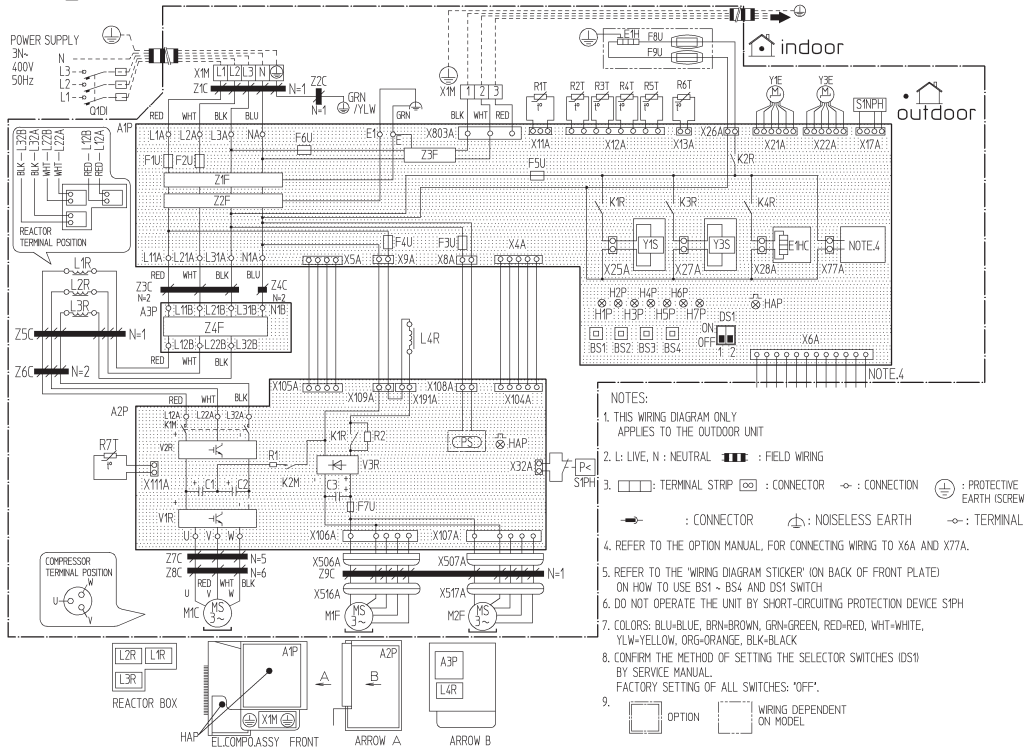 POWER SUPPLY
3N~
400V
50Hz
N
L3
L2
L1
Q1DI
X1M L1 L2 L3 N
Z1C N=1
Z2C
N=1
GRN
/YLW
X1M 1 2 3
E1H F8U
F9U
indoor
outdoor
RED WHT BLK BLU
GRN
BLK WHT RED
R1T R2T R3T R4T R5T R6T
t° t° t° t° t° t°
Y1E Y3E
M M
S1NPH
A1P
L1A L2A L3A NA
E1 E
X803A
X11A X12A X13A X26A X21A X22A X17A
BLK — L32B
BLK — L32A
WHT — L22B
WHT — L22A
RED — L12B
RED — L12A
REACTOR
TERMINAL POSITION
F1U F2U
F6U
Z3F
K2R
F5U
Z1F
Z2F
K1R K3R K4R
F4U F3U
Y1S Y3S E1HC NOTE.4
X25A X27A X28A X77A
L11A L21A L31A N1A
X5A X9A X8A X4A
L1R
L2R
L3R
RED WHT BLK BLU
Z3C
N=2
Z4C
N=2
A3P
L11B L21B L31B N1B
Z4F
L12B L22B L32B
Z5C N=1
Z6C N=2
RED WHT BLK
L4R
H2P H4P H6P
H1P H3P H5P H7P
HAP
BS1 BS2 BS3 BS4
DS1
ON
OFF
1 2
X6A
NOTE.4
RED WHT BLK
A2P
L12A L22A L32A
K1M
X105A X109A X191A X108A X104A
R7T
t°
X111A
V2R
R1
K2M
K1R R2
V3R
PS
HAP
X32A
P<
S1PH
C1 C2
C3
F7U
V1R
U V W
X106A X107A
Z7C N=5
Z8C N=6
RED WHT BLK
U V W
M1C
MS
3~
X506A X507A
Z9C N=1
X516A X517A
M1F
MS
3~
M2F
MS
3~
COMPRESSOR
TERMINAL POSITION
W
U
V
L2R L1R
L3R
REACTOR BOX
A1P
X1M
HAP
EL.COMPO.ASSY FRONT
A
A2P
B
ARROW A
A3P
L4R
ARROW B
NOTES:
1. THIS WIRING DIAGRAM ONLY
APPLIES TO THE OUTDOOR UNIT
2. L: LIVE, N : NEUTRAL : FIELD WIRING
3. : TERMINAL STRIP : CONNECTOR : CONNECTION : PROTECTIVE
EARTH (SCREW
: CONNECTOR : NOISELESS EARTH : TERMINAL
4. REFER TO THE OPTION MANUAL, FOR CONNECTING WIRING TO X6A AND X77A.
5. REFER TO THE 'WIRING DIAGRAM STICKER' (ON BACK OF FRONT PLATE)
ON HOW TO USE BS1 ~ BS4 AND DS1 SWITCH
6. DO NOT OPERATE THE UNIT BY SHORT-CIRCUITING PROTECTION DEVICE S1PH
7. COLORS: BLU=BLUE, BRN=BROWN, GRN=GREEN, RED=RED, WHT=WHITE,
YLW=YELLOW, ORG=ORANGE, BLK=BLACK
8. CONFIRM THE METHOD OF SETTING THE SELECTOR SWITCHES (DS1)
BY SERVICE MANUAL.
FACTORY SETTING OF ALL SWITCHES: "OFF".
9. OPTION WIRING DEPENDENT
ON MODEL